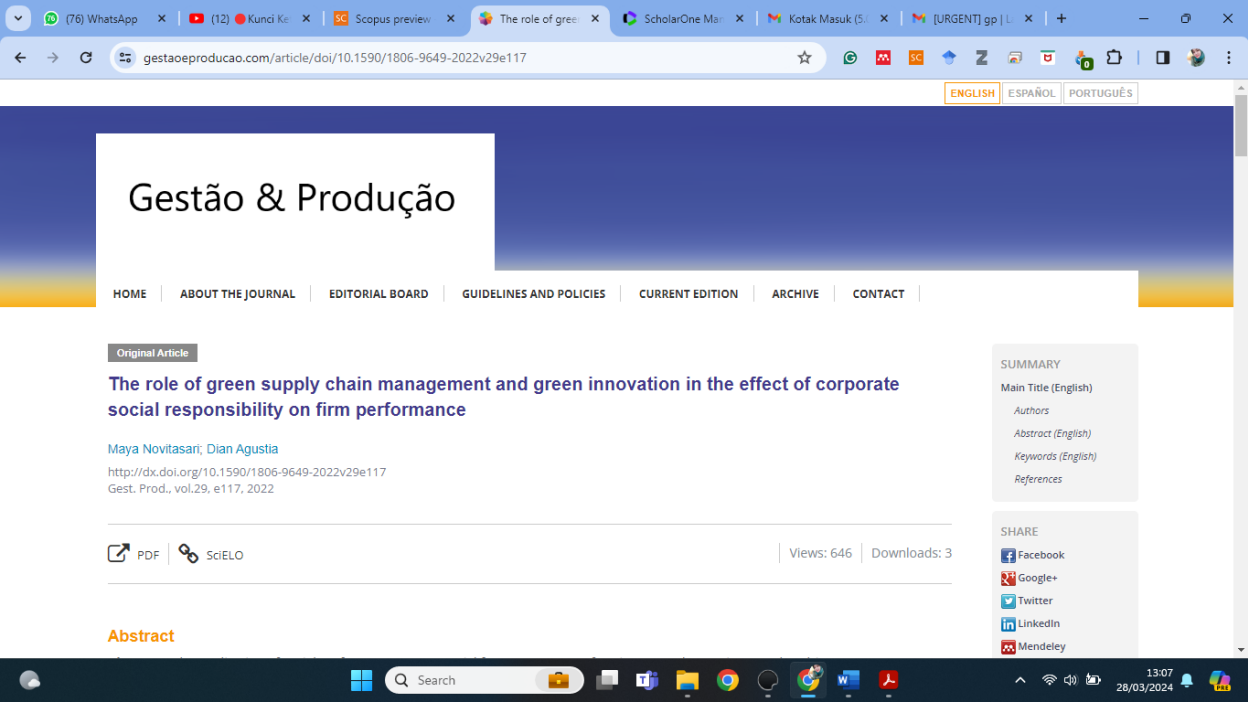 (76) WhatsApp
(12) 🔴Kunci Ke
Scopus preview
The role of gree
ScholarOne Man
Kotak Masuk (5.
[URGENT] gp | L
gestaoeproducao.com/article/doi/10.1590/1806-9649-2022v29e117
ENGLISH
ESPAÑOL
PORTUGUÊS
Gestão & Produção
HOME
ABOUT THE JOURNAL
EDITORIAL BOARD
GUIDELINES AND POLICIES
CURRENT EDITION
ARCHIVE
CONTACT
Original Article
The role of green supply chain management and green innovation in the effect of corporate
social responsibility on firm performance
Maya Novitasari; Dian Agustia
http://dx.doi.org/10.1590/1806-9649-2022v29e117
Gest. Prod., vol.29, e117, 2022
PDF
SciELO
Views: 646
Downloads: 3
Abstract
SUMMARY
Main Title (English)
Authors
Abstract (English)
Keywords (English)
References
SHARE
Facebook
Google+
Twitter
LinkedIn
Mendeley
Search
13:07
28/03/2024